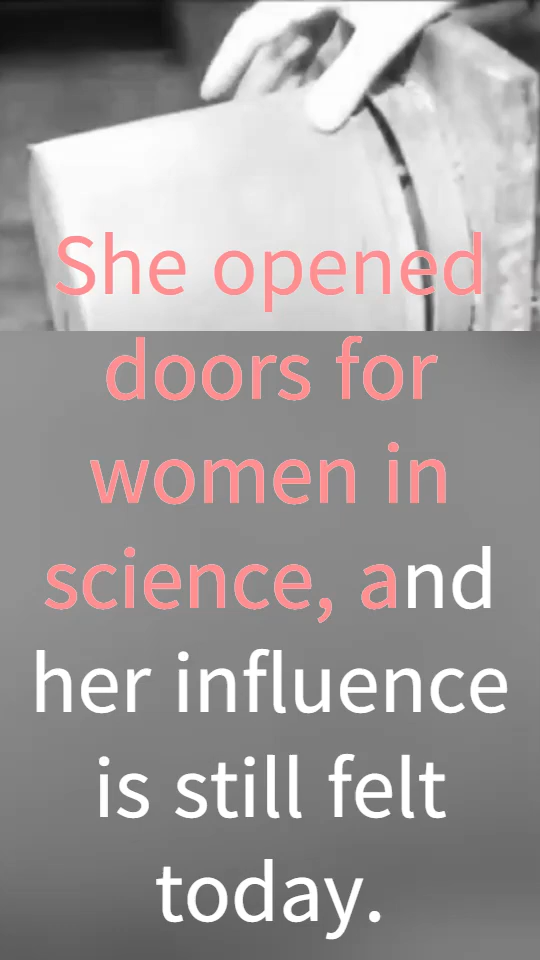 She opened
doors for
women in
science, and
her influence
is still felt
today.